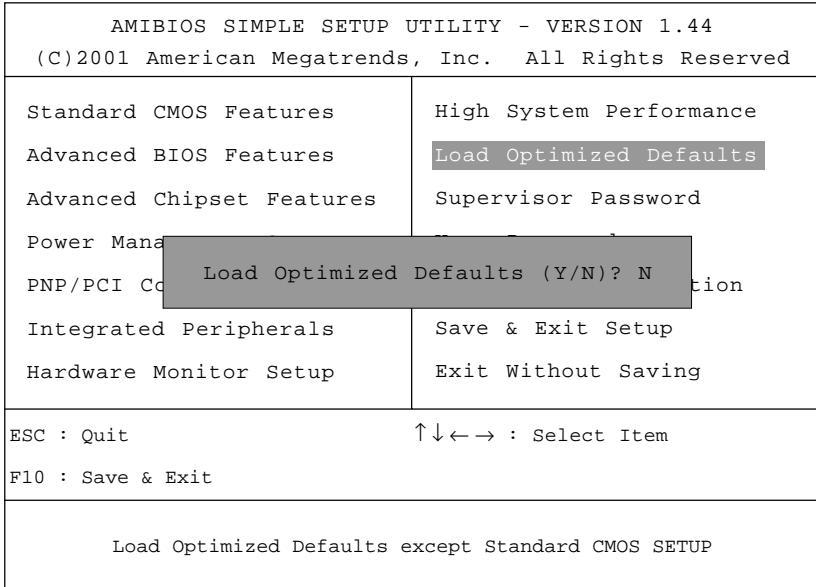 AMIBIOS SIMPLE SETUP UTILITY - VERSION 1.44
(C)2001 American Megatrends, Inc. All Rights Reserved
Standard CMOS Features
Advanced BIOS Features
Advanced Chipset Features
Power Mana
PNP/PCI Co
Integrated Peripherals
Hardware Monitor Setup
High System Performance
Load Optimized Defaults
Supervisor Password
tion
Save & Exit Setup
Exit Without Saving
Load Optimized Defaults (Y/N)? N
ESC : Quit
↑↓←→ : Select Item
F10 : Save & Exit
Load Optimized Defaults except Standard CMOS SETUP